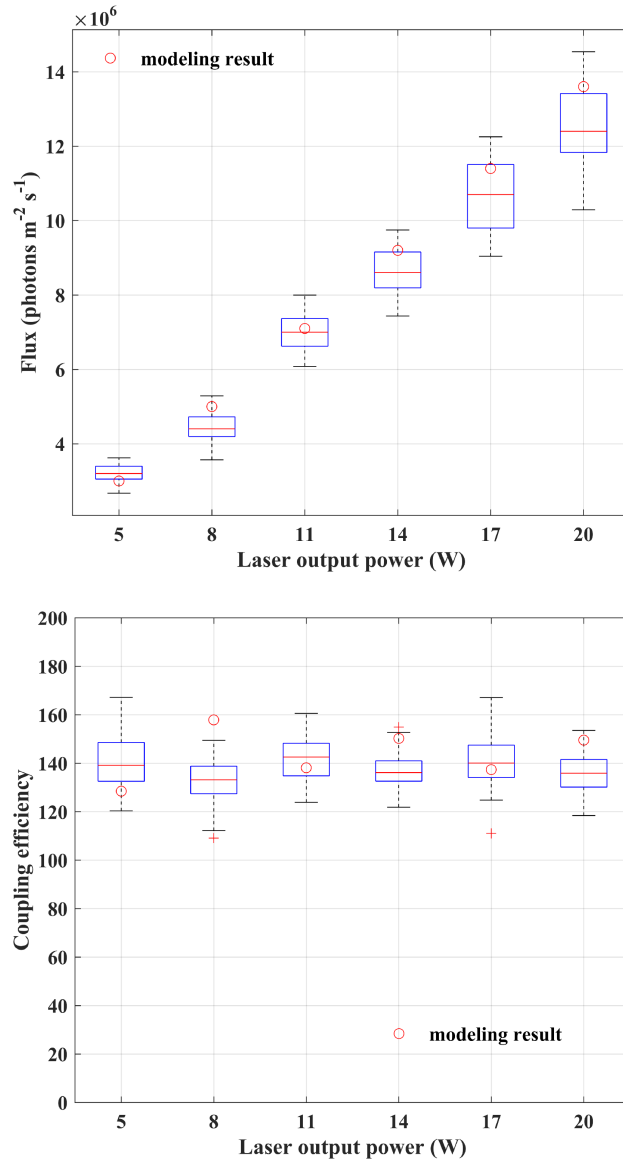 ×10⁶
modeling result
14
12
10
8
6
4
Flux (photons m⁻² s⁻¹)
5 8 11 14 17 20
Laser output power (W)
200
180
160
140
120
100
80
60
40
20
0
Coupling efficiency
modeling result
5 8 11 14 17 20
Laser output power (W)